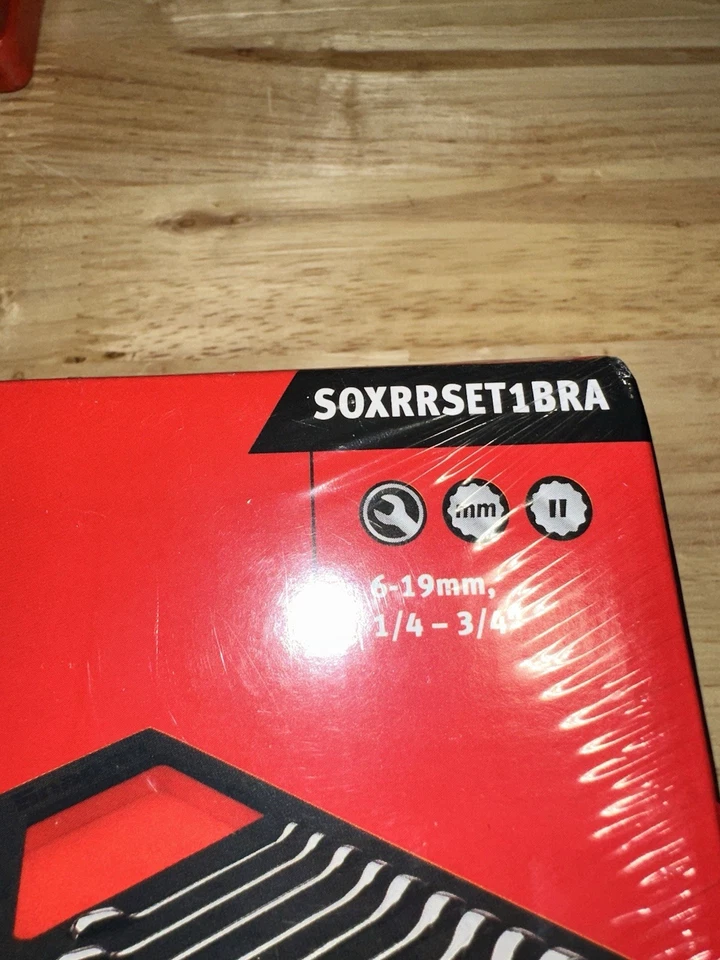 SOXRRSET1BRA
mm
"
6-19mm,
1/4 – 3/4"